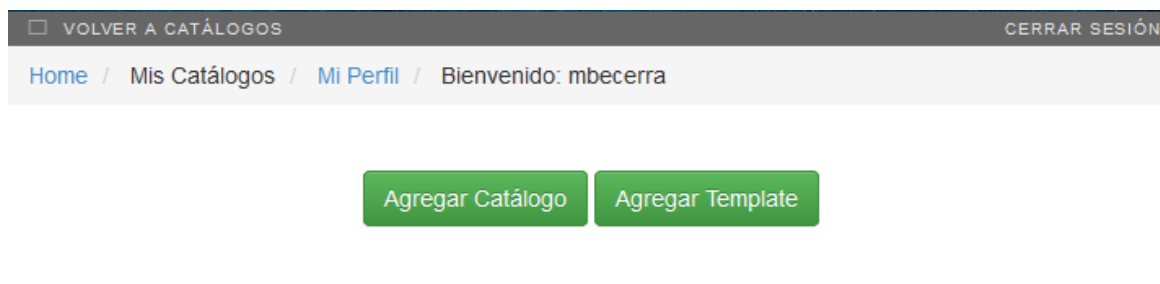 VOLVER A CATÁLOGOS CERRAR SESIÓN
Home / Mis Catálogos / Mi Perfil / Bienvenido: mbecerra
Agregar Catálogo Agregar Template